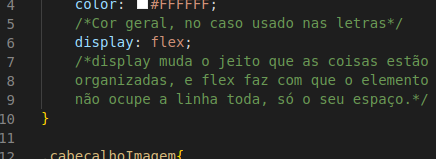 4 color: #FFFFFF;
5 /*Cor geral, no caso usado nas letras*/
6 display: flex;
7 /*display muda o jeito que as coisas estão
8 organizadas, e flex faz com que o elemento
9 não ocupe a linha toda, só o seu espaço.*/
10 }
11
12 .cabecalhoImagem{